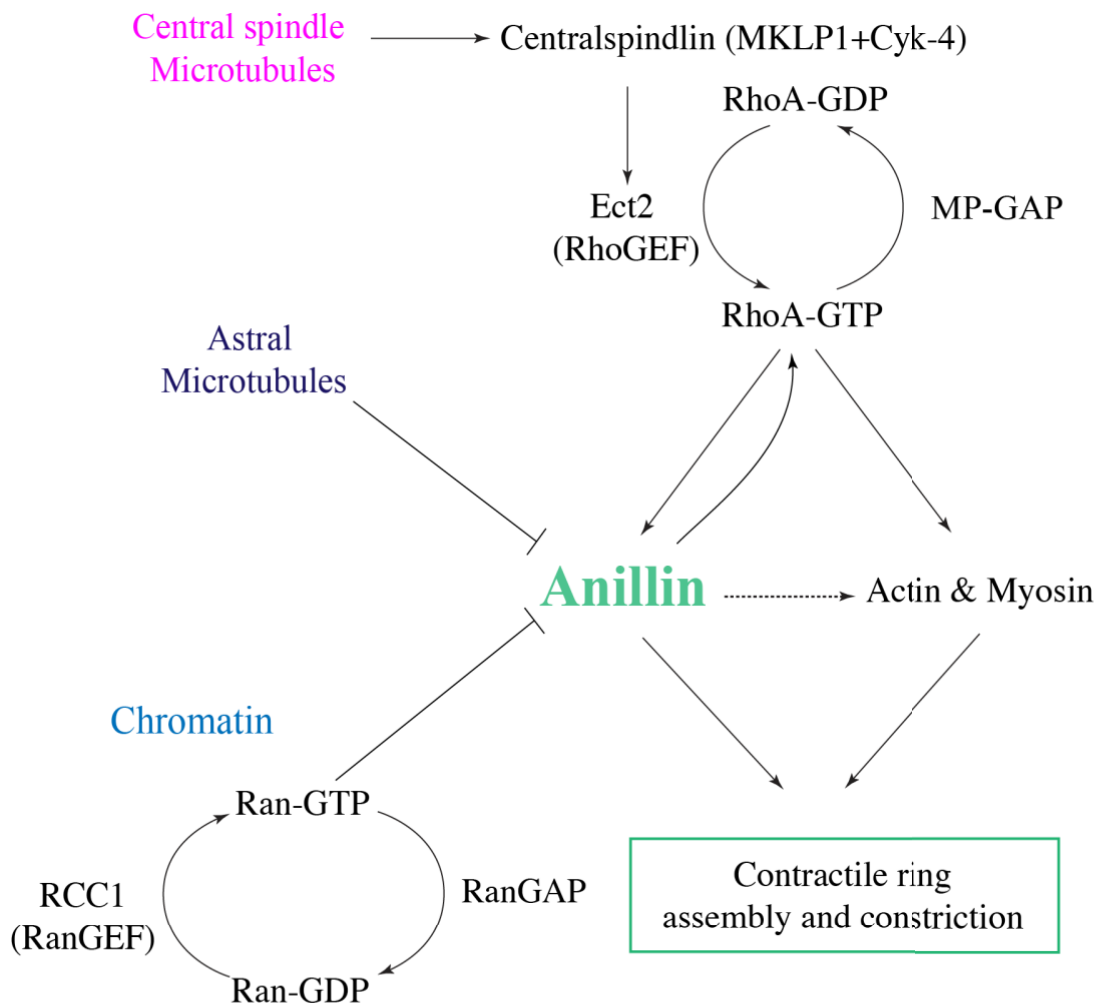 Central spindle
Microtubules
Centralspindlin (MKLP1+Cyk-4)
RhoA-GDP
Ect2
(RhoGEF)
MP-GAP
RhoA-GTP
Astral
Microtubules
Anillin
Actin & Myosin
Chromatin
Ran-GTP
RCC1
(RanGEF)
RanGAP
Ran-GDP
Contractile ring
assembly and constriction